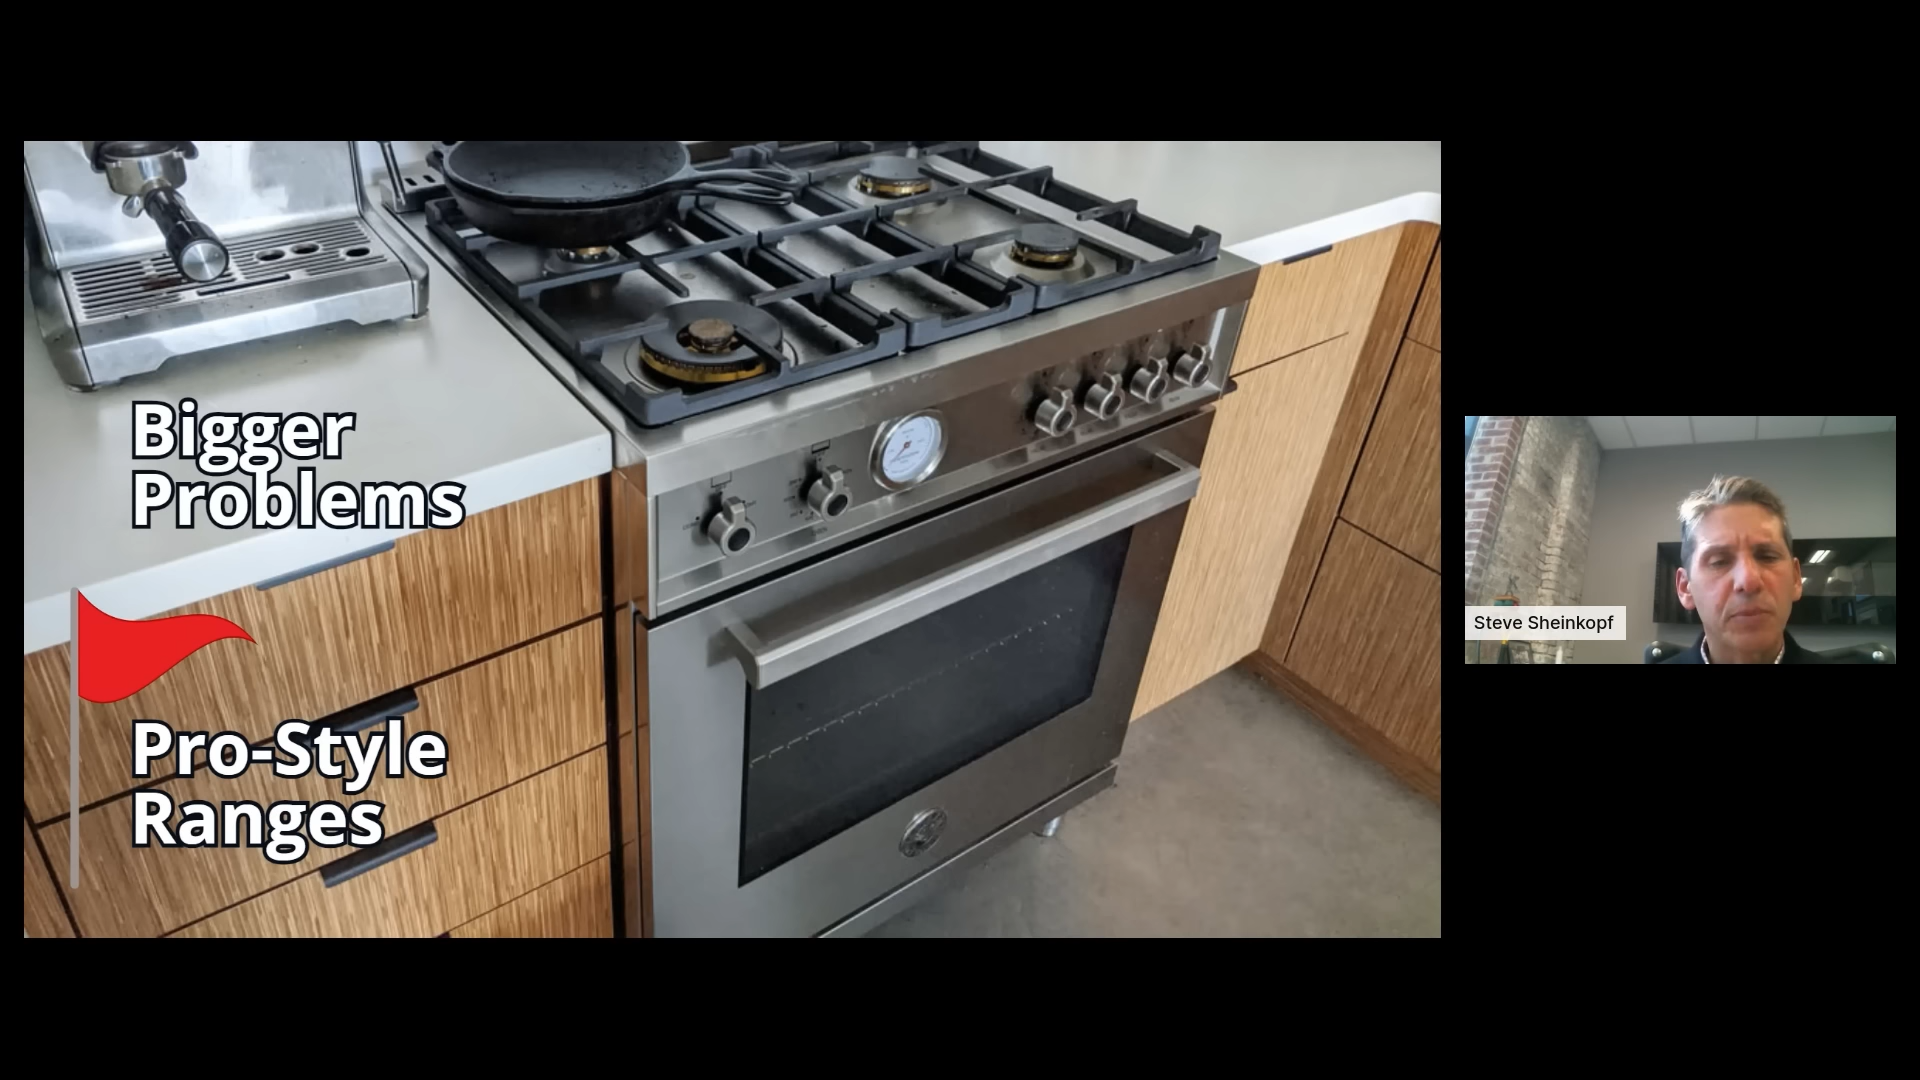 Bigger
Problems
Pro-Style
Ranges
Steve Sheinkopf